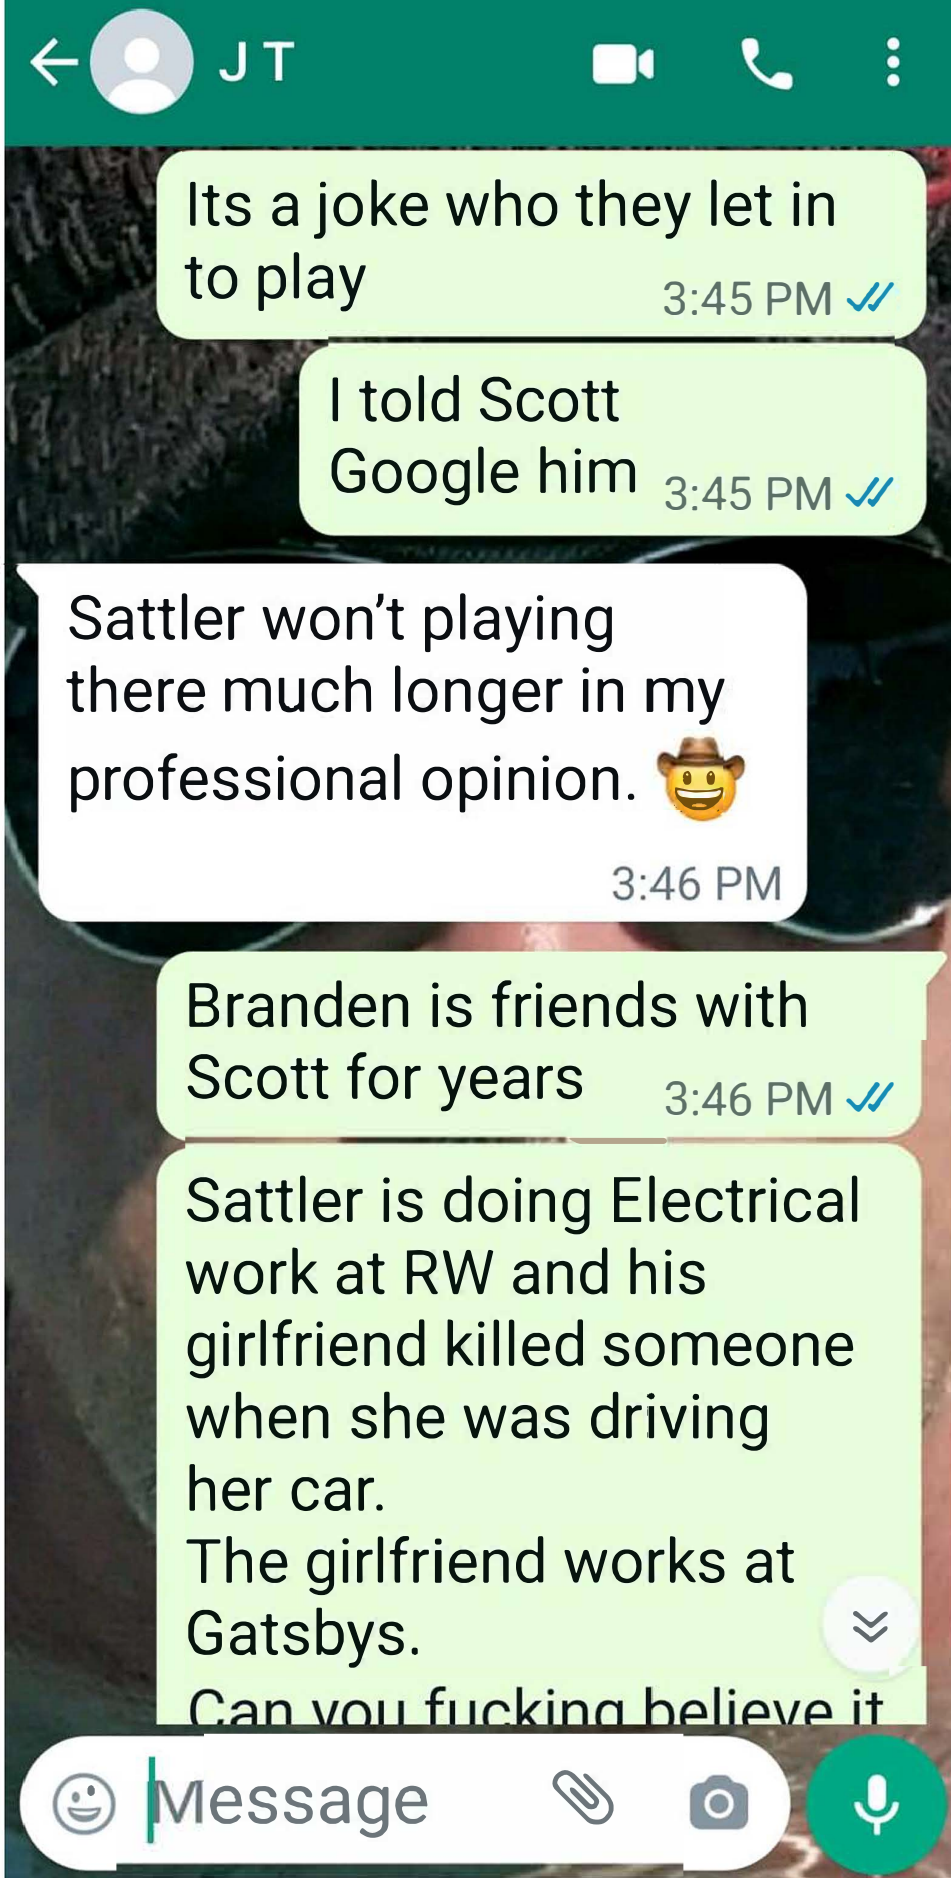 J T
Its a joke who they let in
to play
3:45 PM
I told Scott
Google him
3:45 PM
Sattler won’t playing
there much longer in my
professional opinion. 🤠
3:46 PM
Branden is friends with
Scott for years
3:46 PM
Sattler is doing Electrical
work at RW and his
girlfriend killed someone
when she was driving
her car.
The girlfriend works at
Gatsbys.
Can you fucking believe it
Message